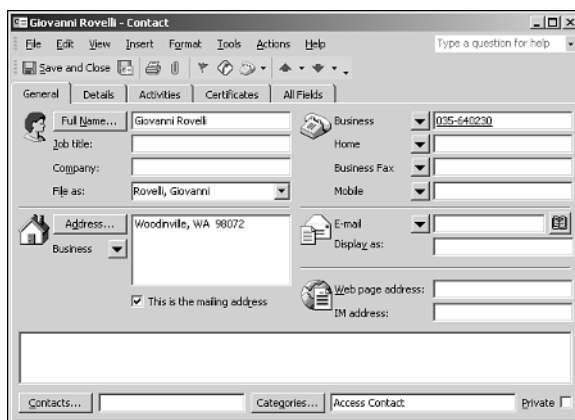 Giovanni Rovelli - Contact
File Edit View Insert Format Tools Actions Help Type a question for help
Save and Close
General Details Activities Certificates All Fields
Full Name... Giovanni Rovelli
Job title:
Company:
File as: Rovelli, Giovanni
Business 035-640230
Home
Business Fax
Mobile
Address... Woodinville, WA 98072
Business
This is the mailing address
E-mail
Display as:
Web page address:
IM address:
Contacts... Categories... Access Contact Private